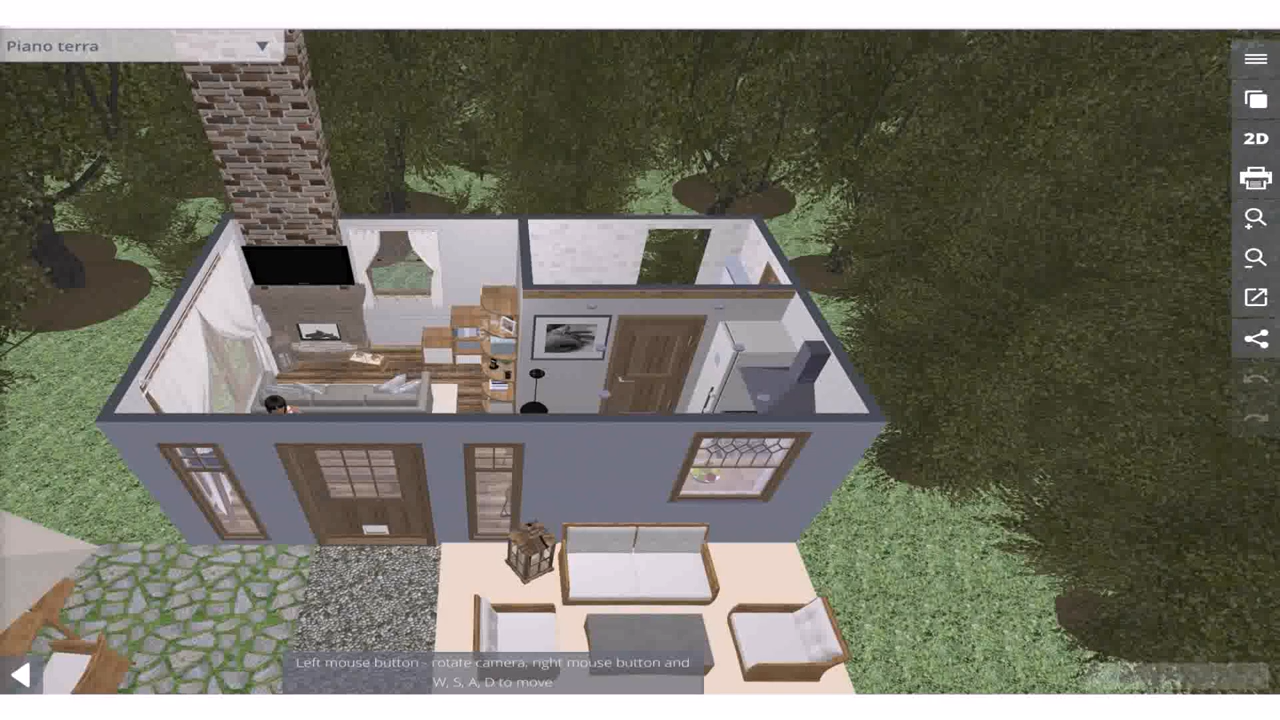 Piano terra
2D
Left mouse button - rotate camera, right mouse button and
W, S, A, D to move